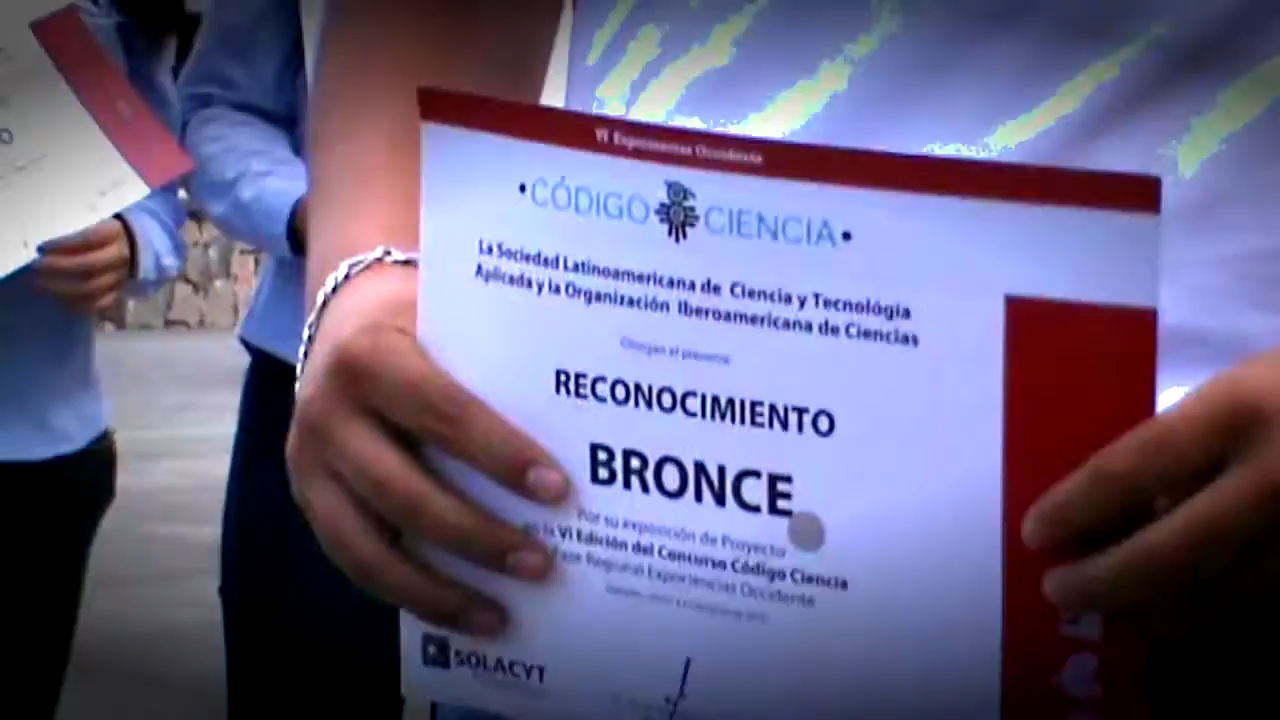 VI Expociencias Occidente
•CÓDIGO CIENCIA•
La Sociedad Latinoamericana de Ciencia y Tecnológia
Aplicada y la Organización Iberoamericana de Ciencias
Otorgan el presente
RECONOCIMIENTO
BRONCE
Por su exposición de Proyecto
en la VI Edición del Concurso Código Ciencia
Fase Regional Expociencias Occidente
SOLACYT